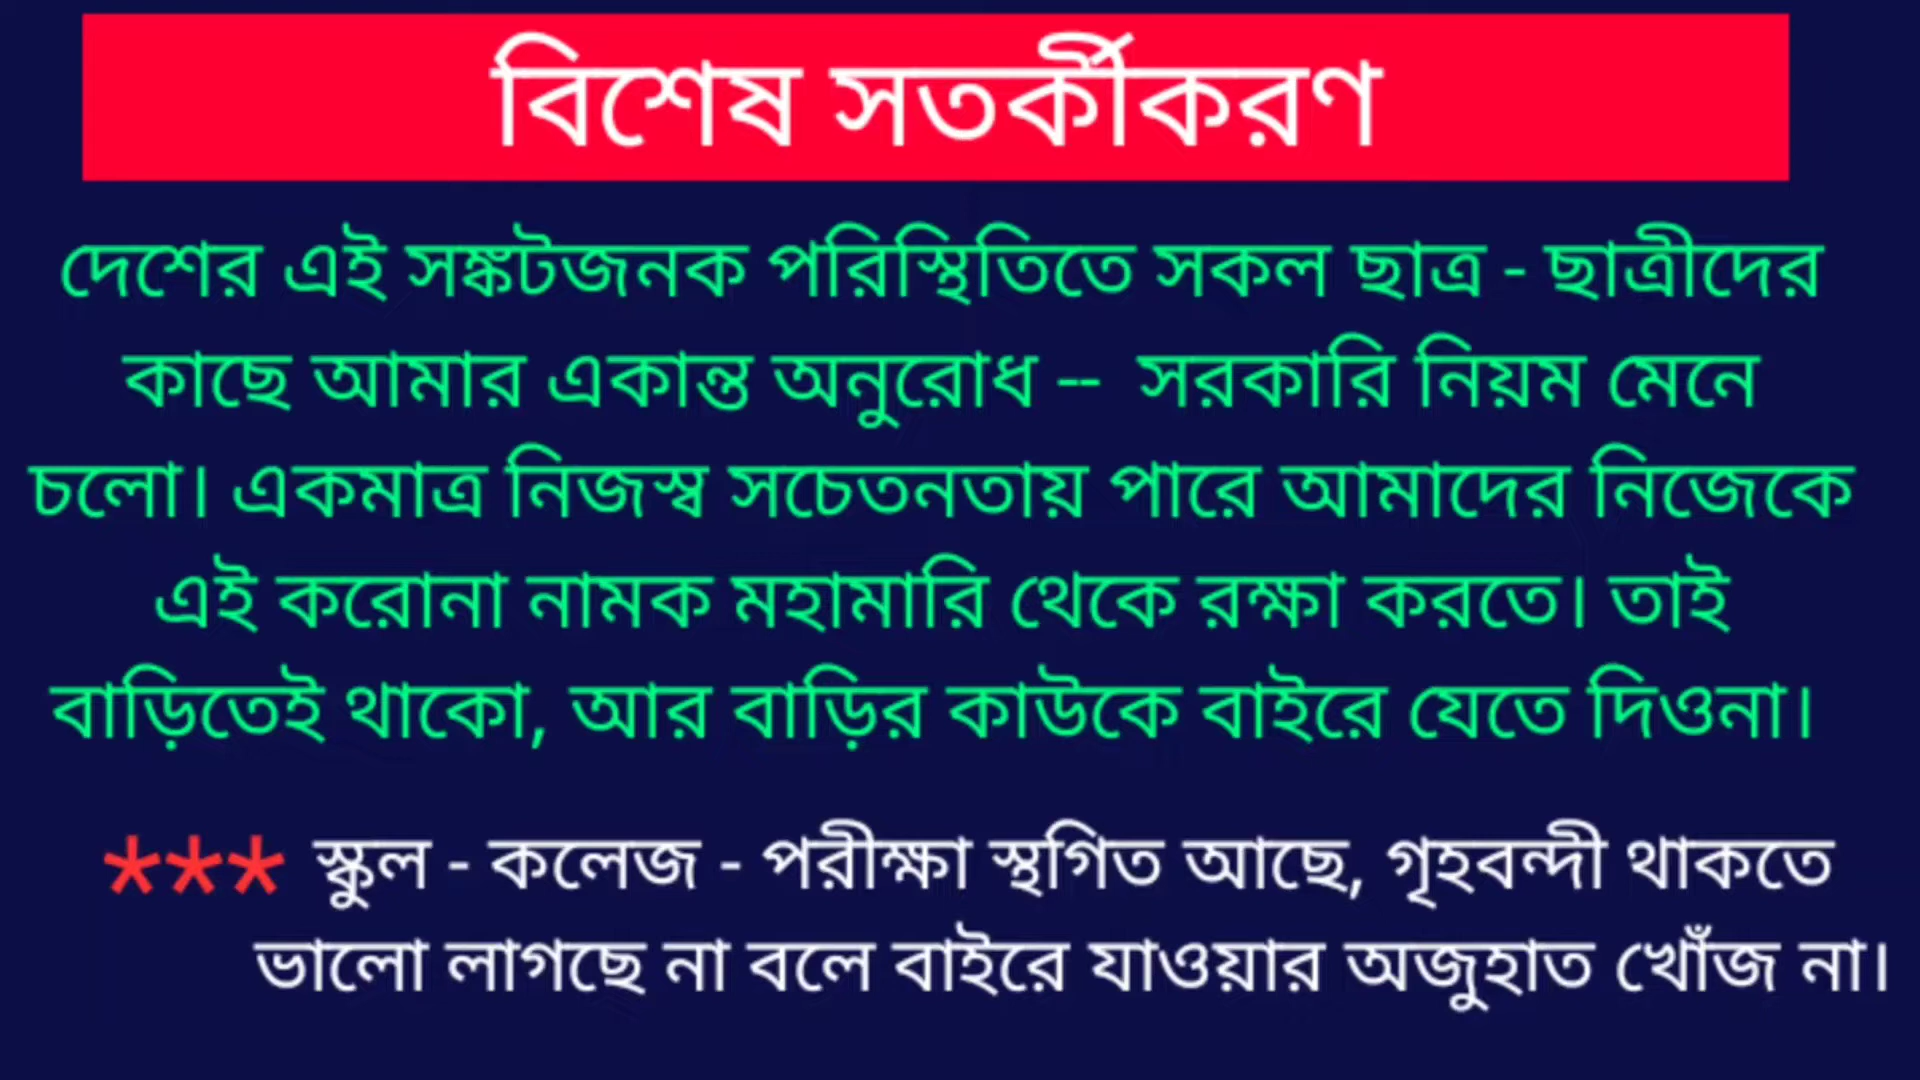 বিশেষ সতর্কীকরণ
দেশের এই সঙ্কটজনক পরিস্থিতিতে সকল ছাত্র - ছাত্রীদের
কাছে আমার একান্ত অনুরোধ -- সরকারি নিয়ম মেনে
চলো। একমাত্র নিজস্ব সচেতনতায় পারে আমাদের নিজেকে
এই করোনা নামক মহামারি থেকে রক্ষা করতে। তাই
বাড়িতেই থাকো, আর বাড়ির কাউকে বাইরে যেতে দিওনা।
*** স্কুল - কলেজ - পরীক্ষা স্থগিত আছে, গৃহবন্দী থাকতে
ভালো লাগছে না বলে বাইরে যাওয়ার অজুহাত খোঁজ না।